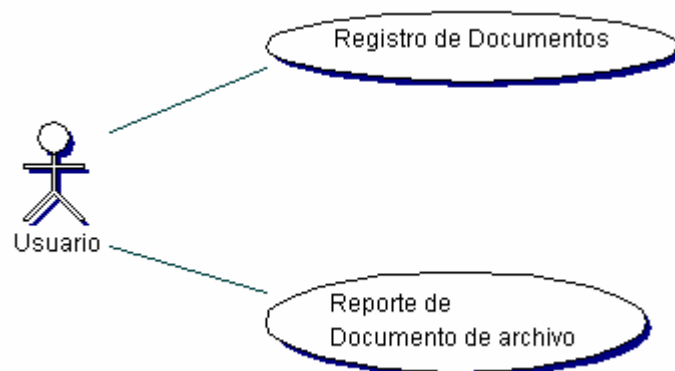 Registro de Documentos
Usuario
Reporte de
Documento de archivo